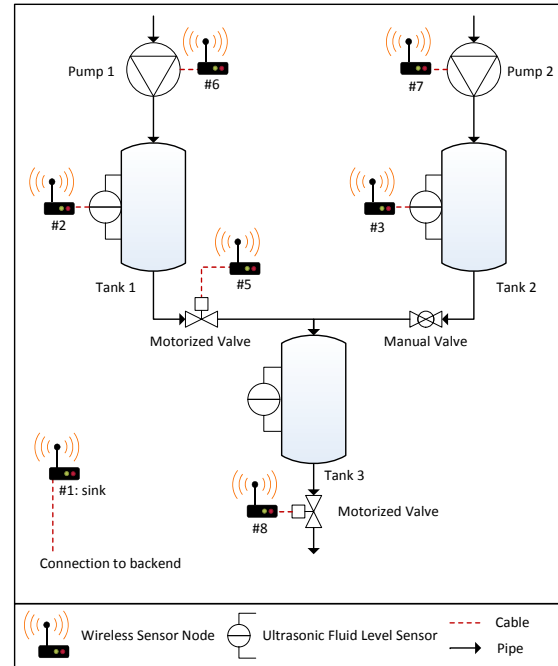 Pump 1
#6
#7
Pump 2
#2
#3
Tank 1
#5
Tank 2
Motorized Valve
Manual Valve
Tank 3
#1: sink
#8
Motorized Valve
Connection to backend
Wireless Sensor Node
Ultrasonic Fluid Level Sensor
Cable
Pipe